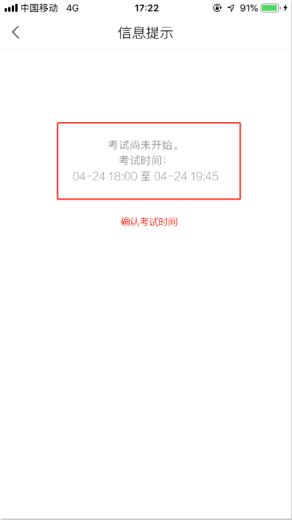 中国移动 4G 17:22 91%
信息提示
考试尚未开始。
考试时间：
04-24 18:00 至 04-24 19:45
确认考试时间